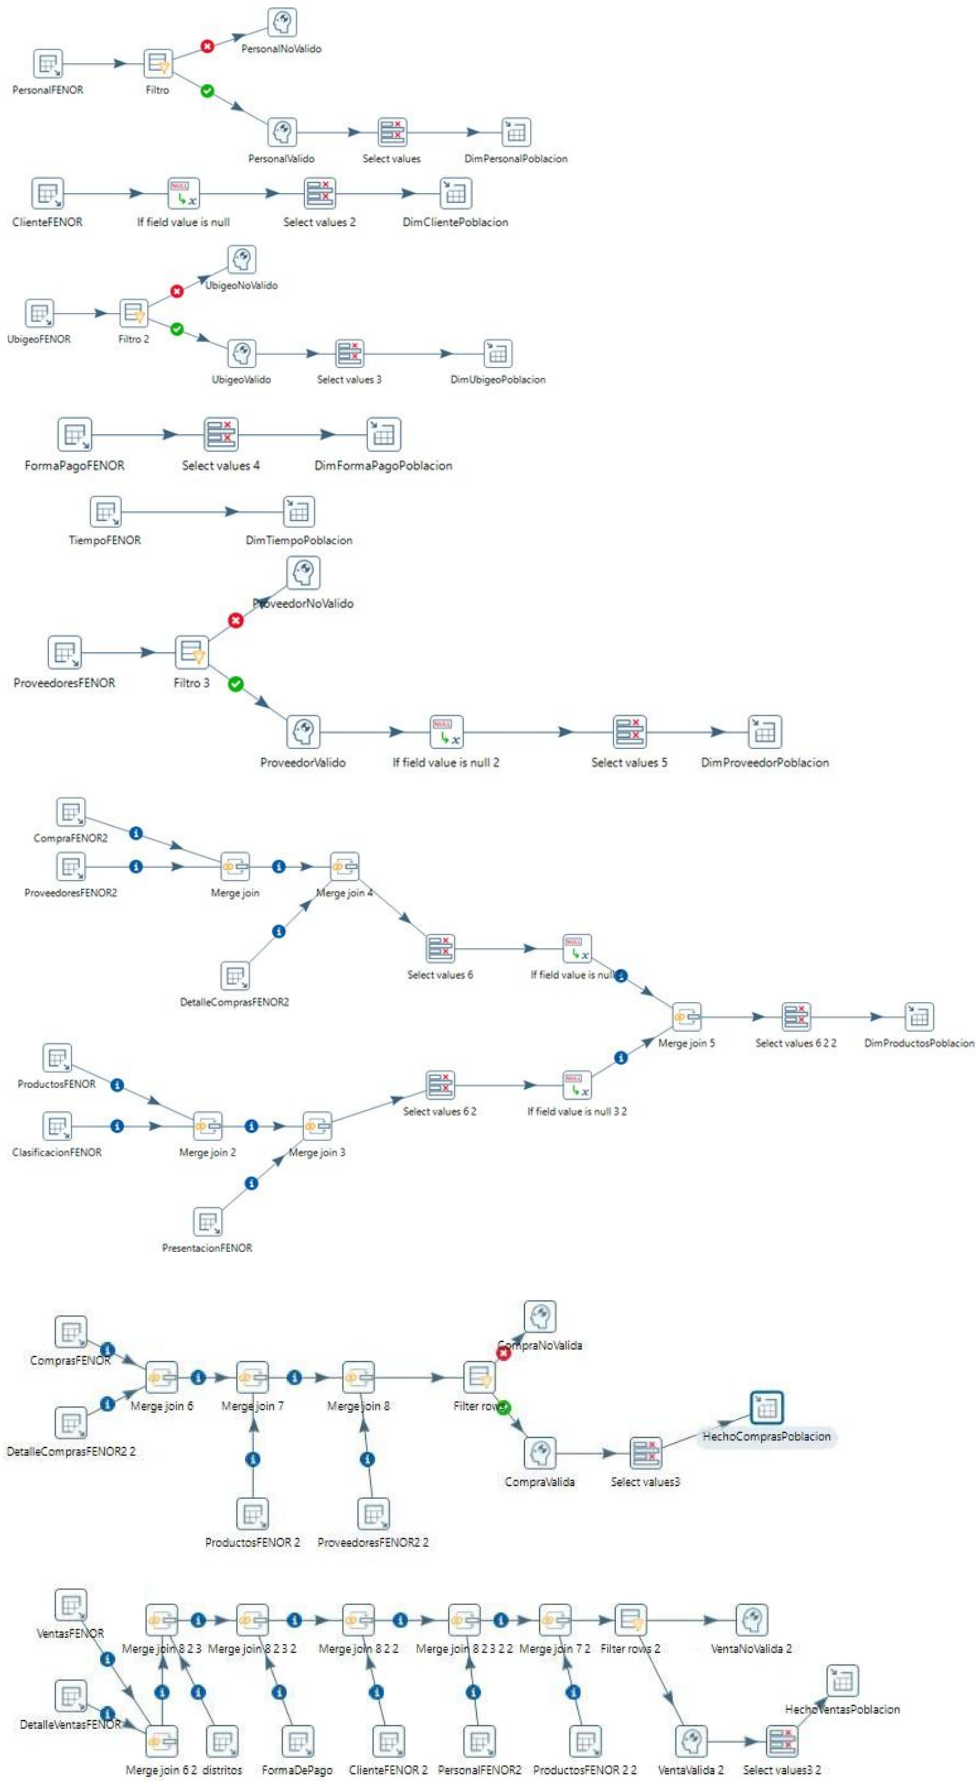 PersonalNoValido
PersonalFENOR
Filtro
PersonalValido
Select values
DimPersonalPoblacion
ClienteFENOR
If field value is null
Select values 2
DimClientePoblacion
UbigeoNoValido
UbigeoFENOR
Filtro 2
UbigeoValido
Select values 3
DimUbigeoPoblacion
FormaPagoFENOR
Select values 4
DimFormaPagoPoblacion
TiempoFENOR
DimTiempoPoblacion
ProveedorNoValido
ProveedoresFENOR
Filtro 3
ProveedorValido
If field value is null 2
Select values 5
DimProveedorPoblacion
CompraFENOR2
ProveedoresFENOR2
Merge join
Merge join 4
DetalleComprasFENOR2
Select values 6
If field value is null
Merge join 5
Select values 6 2 2
DimProductosPoblacion
ProductosFENOR
Select values 6 2
If field value is null 3 2
ClasificacionFENOR
Merge join 2
Merge join 3
PresentacionFENOR
CompraNoValida
ComprasFENOR
Merge join 6
Merge join 7
Merge join 8
Filter rows
HechoComprasPoblacion
DetalleComprasFENOR2 2
CompraValida
Select values3
ProductosFENOR 2
ProveedoresFENOR2 2
VentasFENOR
Merge join 8 2 3
Merge join 8 2 3 2
Merge join 8 2 2
Merge join 8 2 3 2 2
Merge join 7 2
Filter rows 2
VentaNoValida 2
HechoVentasPoblacion
DetalleVentasFENOR
Merge join 6 2
distritos
FormaDePago
ClienteFENOR 2
PersonalFENOR2
ProductosFENOR 2 2
VentaValida 2
Select values3 2